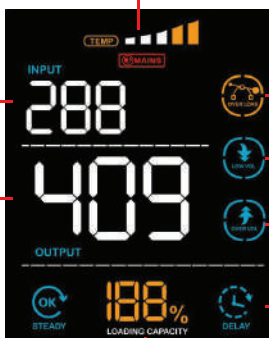 TEMP
MAINS
INPUT
288
OVER LOAD
LOW VOL
409
OVER VOL
OUTPUT
OK
188%
STEADY
LOADING CAPACITY
DELAY